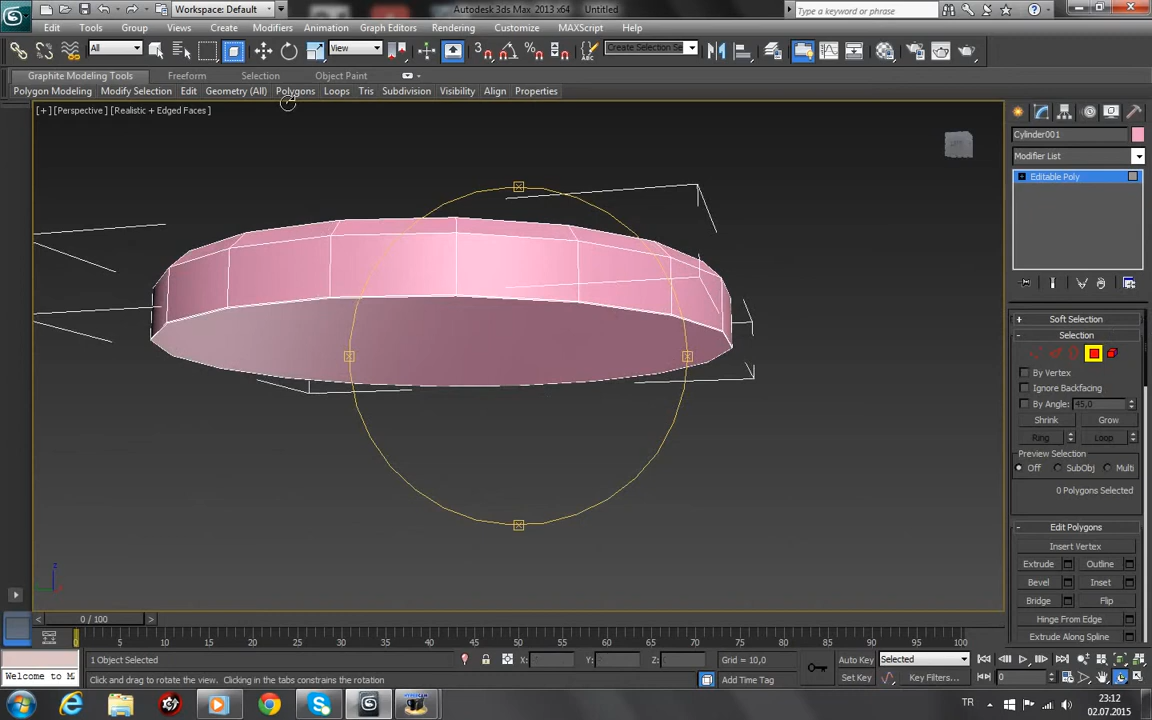 Workspace: Default
Autodesk 3ds Max 2013 x64
Untitled
Type a keyword or phrase
Edit Tools Group Views Create Modifiers Animation Graph Editors Rendering Customize MAXScript Help
All
View
Create Selection Se
Graphite Modeling Tools Freeform Selection Object Paint
Polygon Modeling Modify Selection Edit Geometry (All) Polygons Loops Tris Subdivision Visibility Align Properties
[+] [Perspective] [Realistic + Edged Faces]
Cylinder001
Modifier List
Editable Poly
Soft Selection
Selection
By Vertex
Ignore Backfacing
By Angle: 45,0
Shrink Grow
Ring Loop
Preview Selection
Off SubObj Multi
0 Polygons Selected
Edit Polygons
Insert Vertex
Extrude Outline
Bevel Inset
Bridge Flip
Hinge From Edge
Extrude Along Spline
z
0 / 100
0 5 10 15 20 25 30 35 40 45 50 55 60 65 70 75 80 85 90 95 100
1 Object Selected
X: Y: Z: Grid = 10,0
Auto Key Selected
Welcome to M
Click and drag to rotate the view. Clicking in the tabs constrains the rotation
Add Time Tag
Set Key Key Filters...
0
TR
23:12
02.07.2015